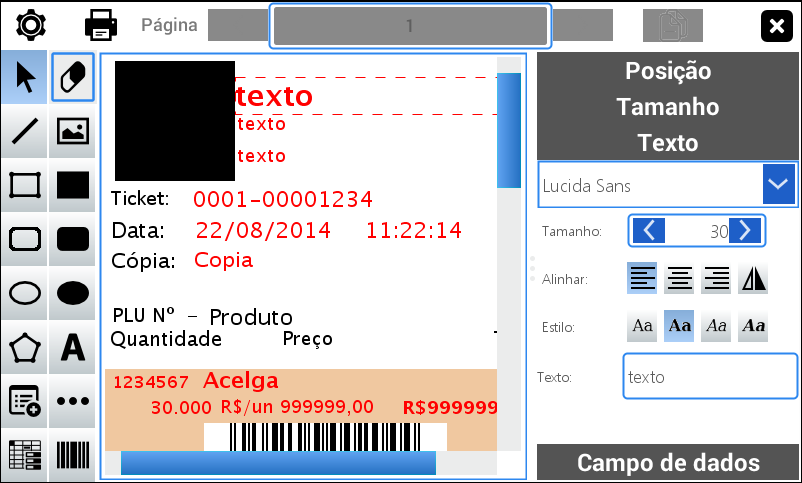 Página 1
texto
texto
texto
Ticket: 0001-00001234
Data: 22/08/2014 11:22:14
Cópia: Copia
PLU Nº - Produto
Quantidade Preço
1234567 Acelga
30.000 R$/un 999999,00 R$999999
A
Posição
Tamanho
Texto
Lucida Sans
Tamanho: 30
Alinhar:
Estilo: Aa Aa Aa Aa
Texto: texto
Campo de dados